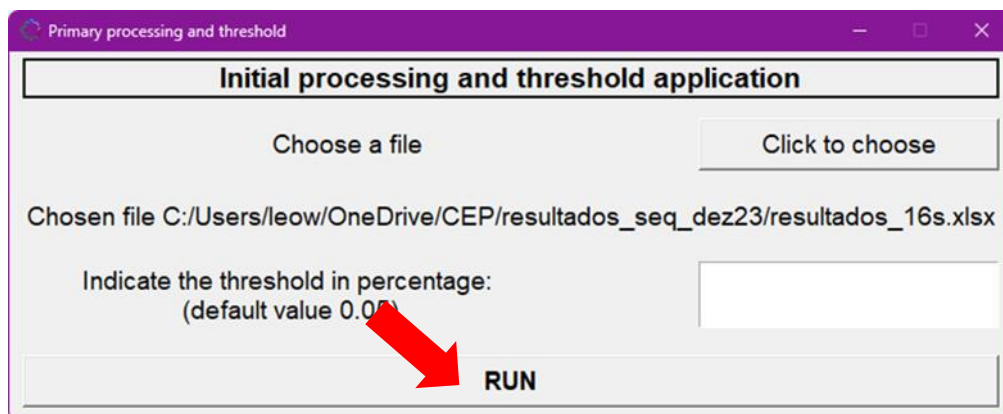 Primary processing and threshold
Initial processing and threshold application
Choose a file
Click to choose
Chosen file C:/Users/leow/OneDrive/CEP/resultados_seq_dez23/resultados_16s.xlsx
Indicate the threshold in percentage:
(default value 0.05)
RUN